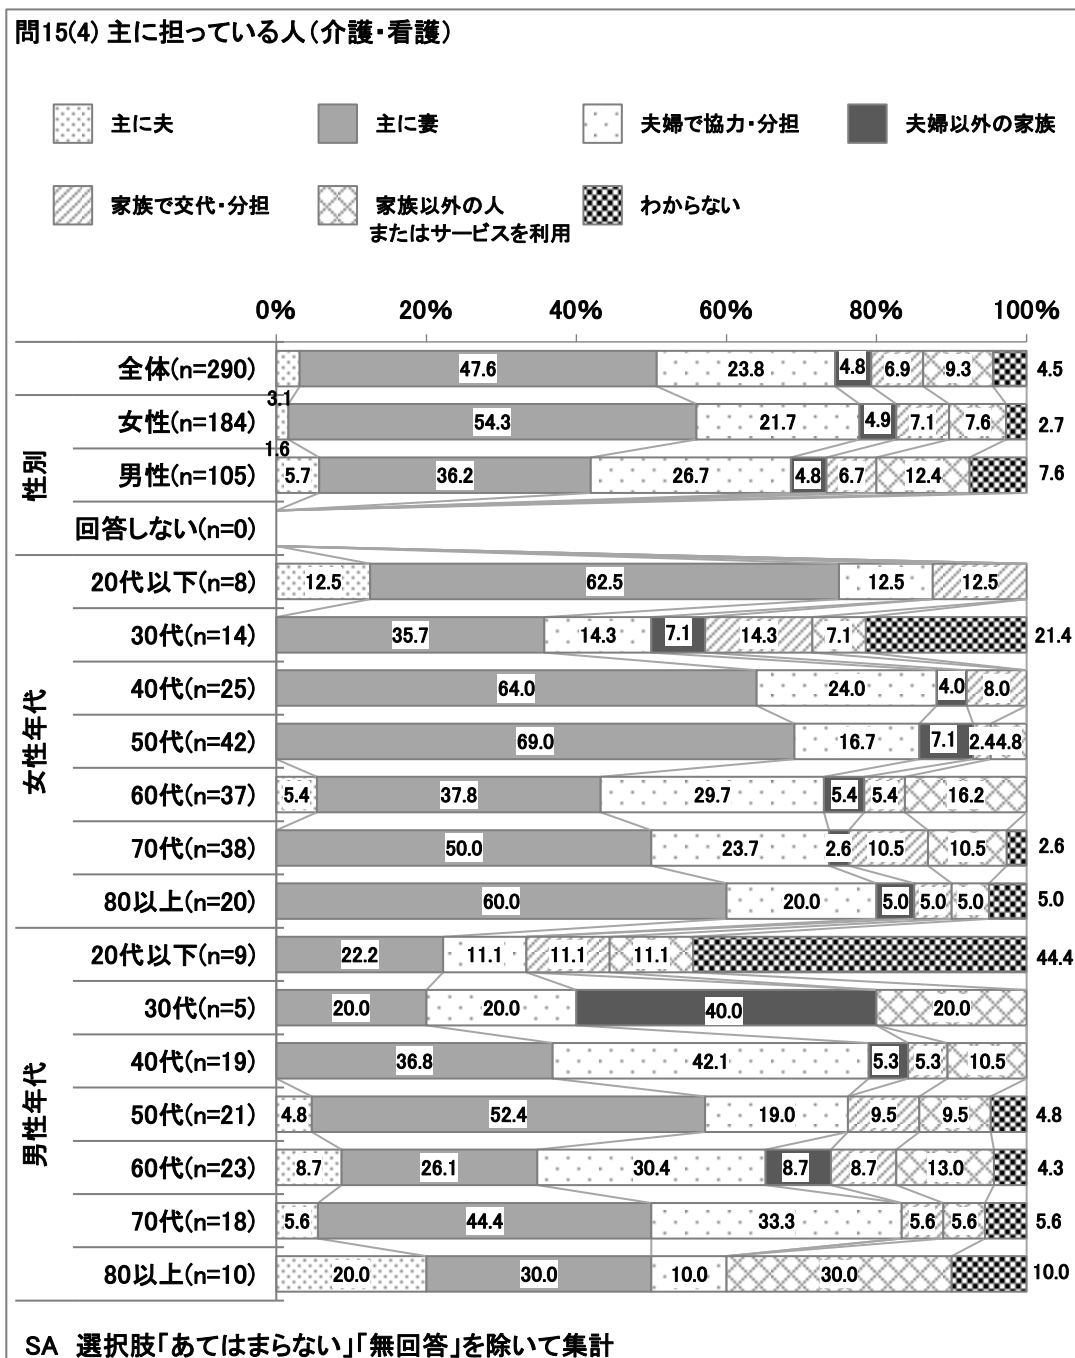 問15(4) 主に担っている人（介護・看護）
主に夫 主に妻 夫婦で協力・分担 夫婦以外の家族
家族で交代・分担 家族以外の人 わからない
またはサービスを利用
0% 20% 40% 60% 80% 100%
全体(n=290) 3.1 47.6 23.8 4.8 6.9 9.3 4.5
性別
女性(n=184) 1.6 54.3 21.7 4.9 7.1 7.6 2.7
男性(n=105) 5.7 36.2 26.7 4.8 6.7 12.4 7.6
回答しない(n=0)
女性年代
20代以下(n=8) 12.5 62.5 12.5 12.5
30代(n=14) 35.7 14.3 7.1 14.3 7.1 21.4
40代(n=25) 64.0 24.0 4.0 8.0
50代(n=42) 69.0 16.7 7.1 2.4 4.8
60代(n=37) 5.4 37.8 29.7 5.4 5.4 16.2
70代(n=38) 50.0 23.7 2.6 10.5 10.5 2.6
80以上(n=20) 60.0 20.0 5.0 5.0 5.0 5.0
男性年代
20代以下(n=9) 22.2 11.1 11.1 11.1 44.4
30代(n=5) 20.0 20.0 40.0 20.0
40代(n=19) 36.8 42.1 5.3 5.3 10.5
50代(n=21) 4.8 52.4 19.0 9.5 9.5 4.8
60代(n=23) 8.7 26.1 30.4 8.7 8.7 13.0 4.3
70代(n=18) 5.6 44.4 33.3 5.6 5.6 5.6
80以上(n=10) 20.0 30.0 10.0 30.0 10.0
SA 選択肢「あてはまらない」「無回答」を除いて集計